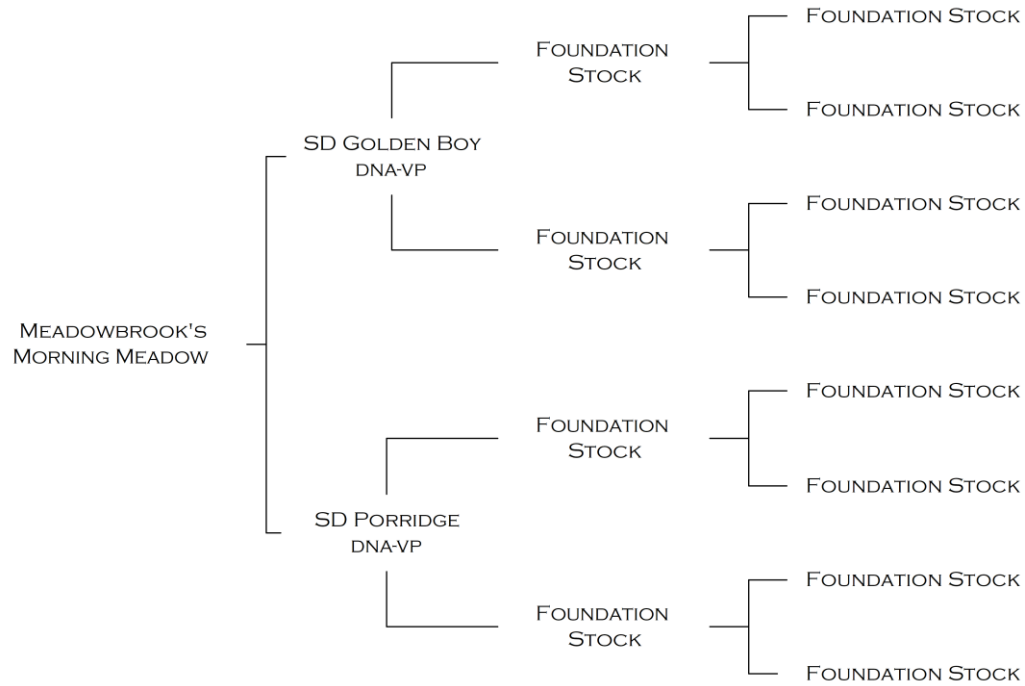 Foundation Stock
Foundation
Stock
Foundation Stock
SD Golden Boy
DNA-VP
Foundation Stock
Foundation
Stock
Foundation Stock
Meadowbrook's
Morning Meadow
Foundation Stock
Foundation
Stock
Foundation Stock
SD Porridge
DNA-VP
Foundation Stock
Foundation
Stock
Foundation Stock